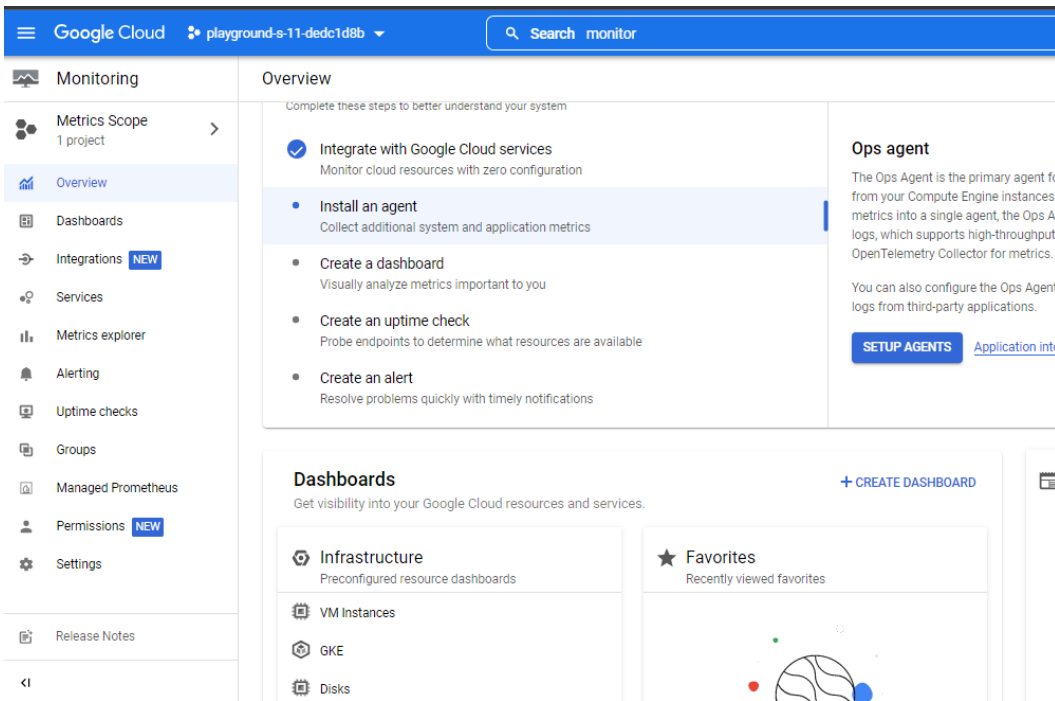 Google Cloud
playground-s-11-dedc1d8b
Search monitor
Monitoring
Overview
Metrics Scope
1 project
Overview
Dashboards
Integrations NEW
Services
Metrics explorer
Alerting
Uptime checks
Groups
Managed Prometheus
Permissions NEW
Settings
Release Notes
Complete these steps to better understand your system
Integrate with Google Cloud services
Monitor cloud resources with zero configuration
Install an agent
Collect additional system and application metrics
Create a dashboard
Visually analyze metrics important to you
Create an uptime check
Probe endpoints to determine what resources are available
Create an alert
Resolve problems quickly with timely notifications
Ops agent
The Ops Agent is the primary agent fo
from your Compute Engine instances
metrics into a single agent, the Ops A
logs, which supports high-throughput
OpenTelemetry Collector for metrics.
You can also configure the Ops Agent
logs from third-party applications.
SETUP AGENTS
Application inte
Dashboards
+ CREATE DASHBOARD
Get visibility into your Google Cloud resources and services.
Infrastructure
Preconfigured resource dashboards
VM Instances
GKE
Disks
Favorites
Recently viewed favorites